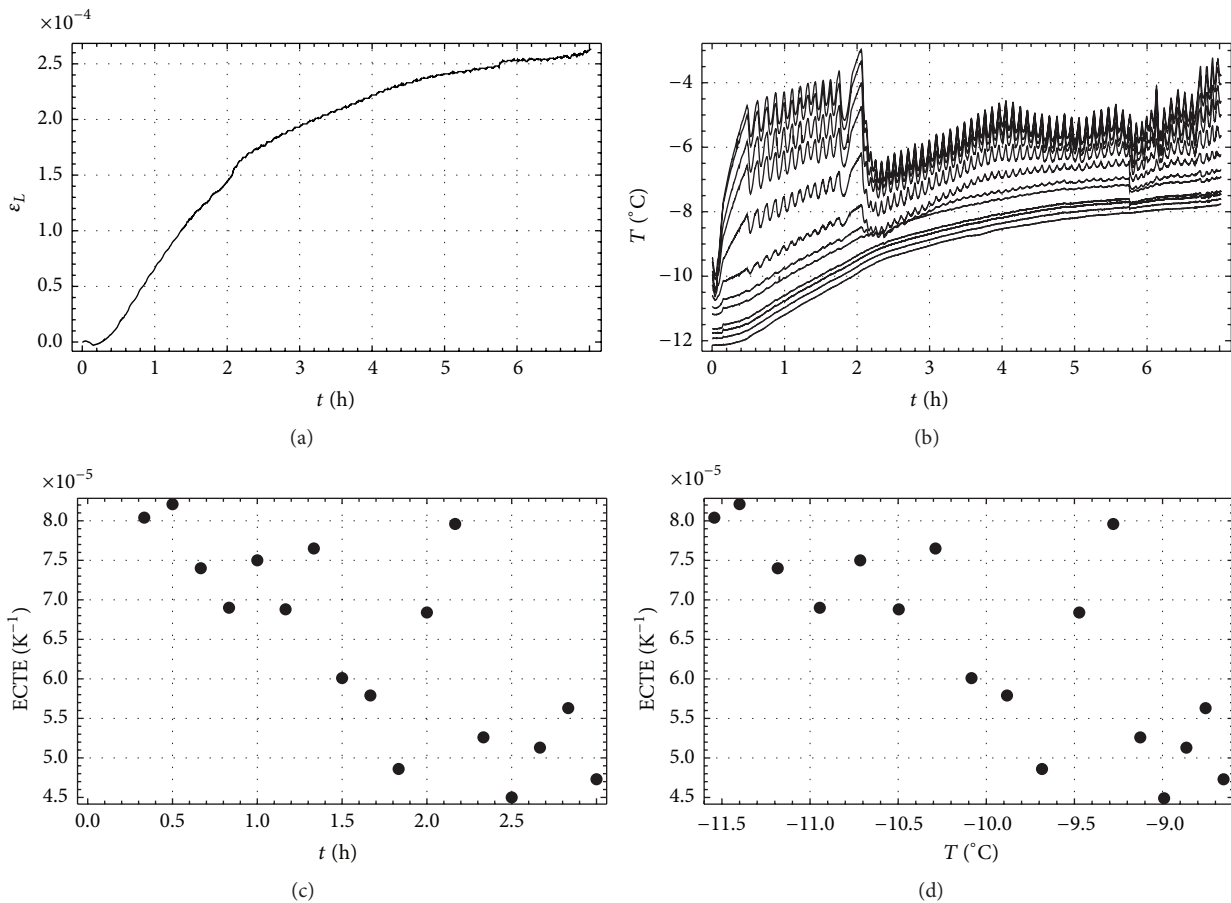 ×10⁻⁴
2.5
2.0
1.5
1.0
0.5
0.0
ε_L
0 1 2 3 4 5 6
t (h)
(a)
−4
−6
−8
−10
−12
T (°C)
0 1 2 3 4 5 6
t (h)
(b)
×10⁻⁵
8.0
7.5
7.0
6.5
6.0
5.5
5.0
4.5
ECTE (K⁻¹)
0.0 0.5 1.0 1.5 2.0 2.5
t (h)
(c)
×10⁻⁵
8.0
7.5
7.0
6.5
6.0
5.5
5.0
4.5
ECTE (K⁻¹)
−11.5 −11.0 −10.5 −10.0 −9.5 −9.0
T (°C)
(d)